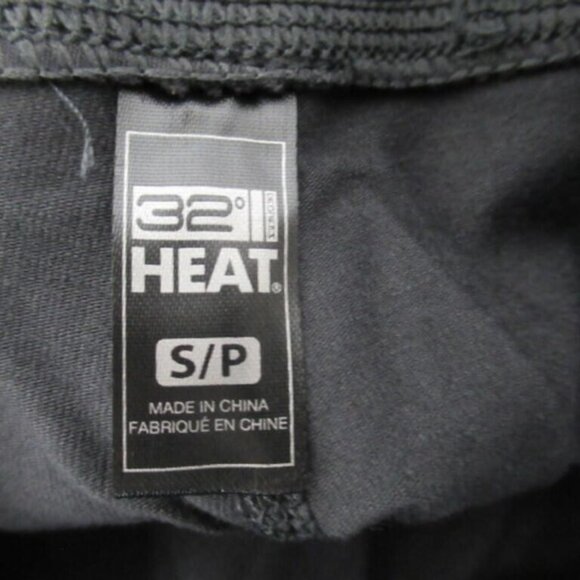 32°
HEAT®
S/P
MADE IN CHINA
FABRIQUÉ EN CHINE